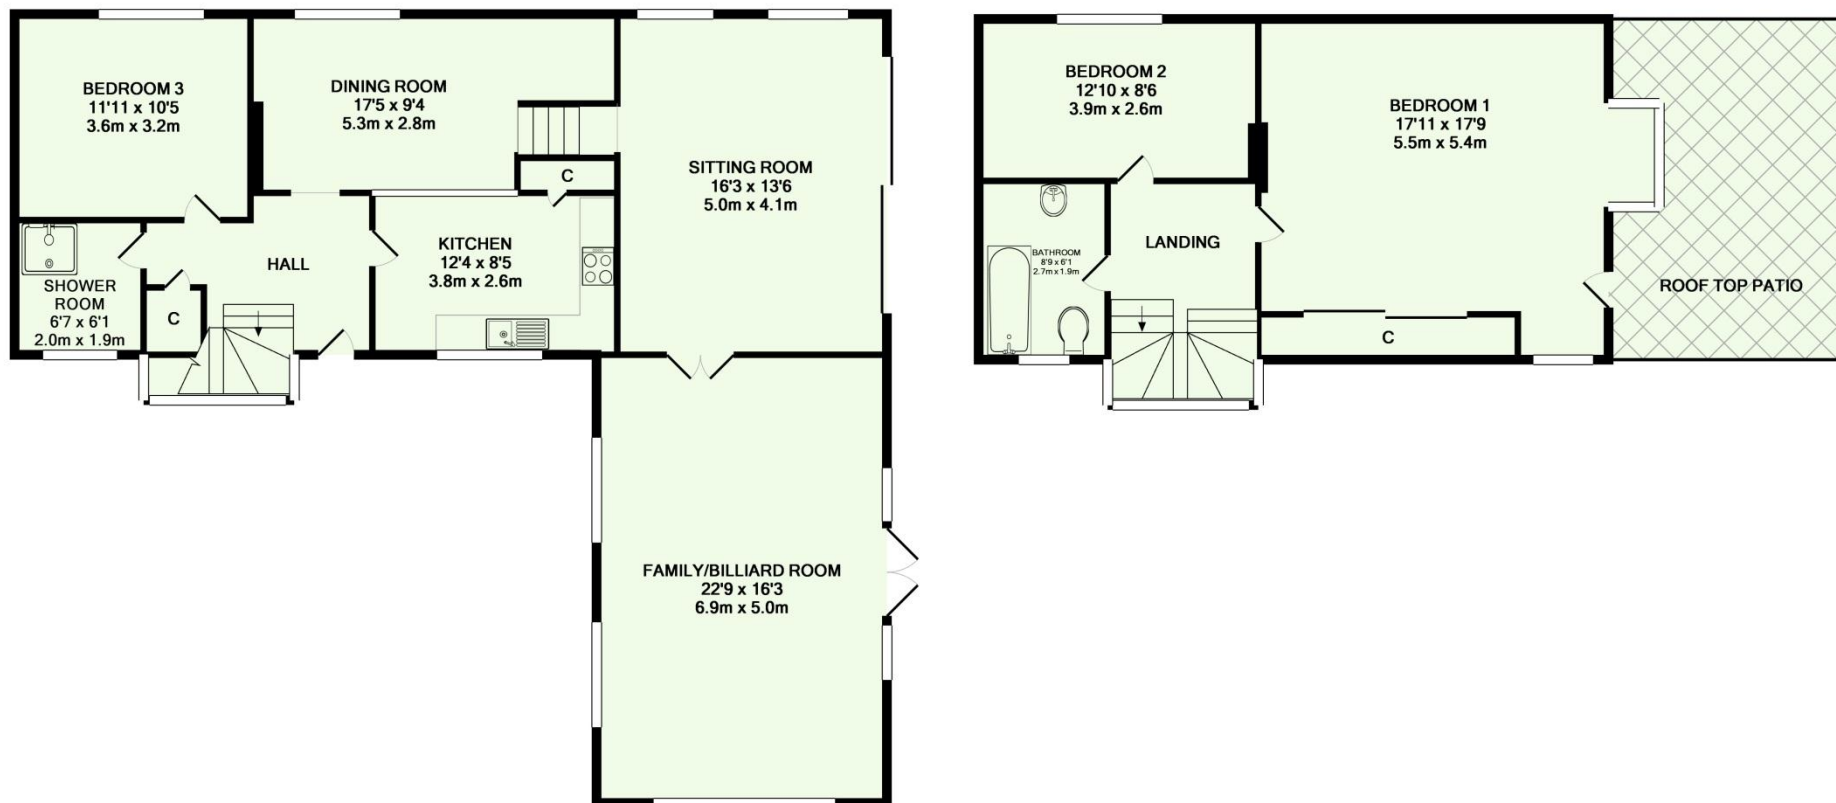 BEDROOM 3
11'11 x 10'5
3.6m x 3.2m
DINING ROOM
17'5 x 9'4
5.3m x 2.8m
C
SITTING ROOM
16'3 x 13'6
5.0m x 4.1m
KITCHEN
12'4 x 8'5
3.8m x 2.6m
HALL
SHOWER
ROOM
6'7 x 6'1
2.0m x 1.9m
C
FAMILY/BILLIARD ROOM
22'9 x 16'3
6.9m x 5.0m
BEDROOM 2
12'10 x 8'6
3.9m x 2.6m
BEDROOM 1
17'11 x 17'9
5.5m x 5.4m
BATHROOM
8'9 x 6'1
2.7m x 1.9m
LANDING
ROOF TOP PATIO
C